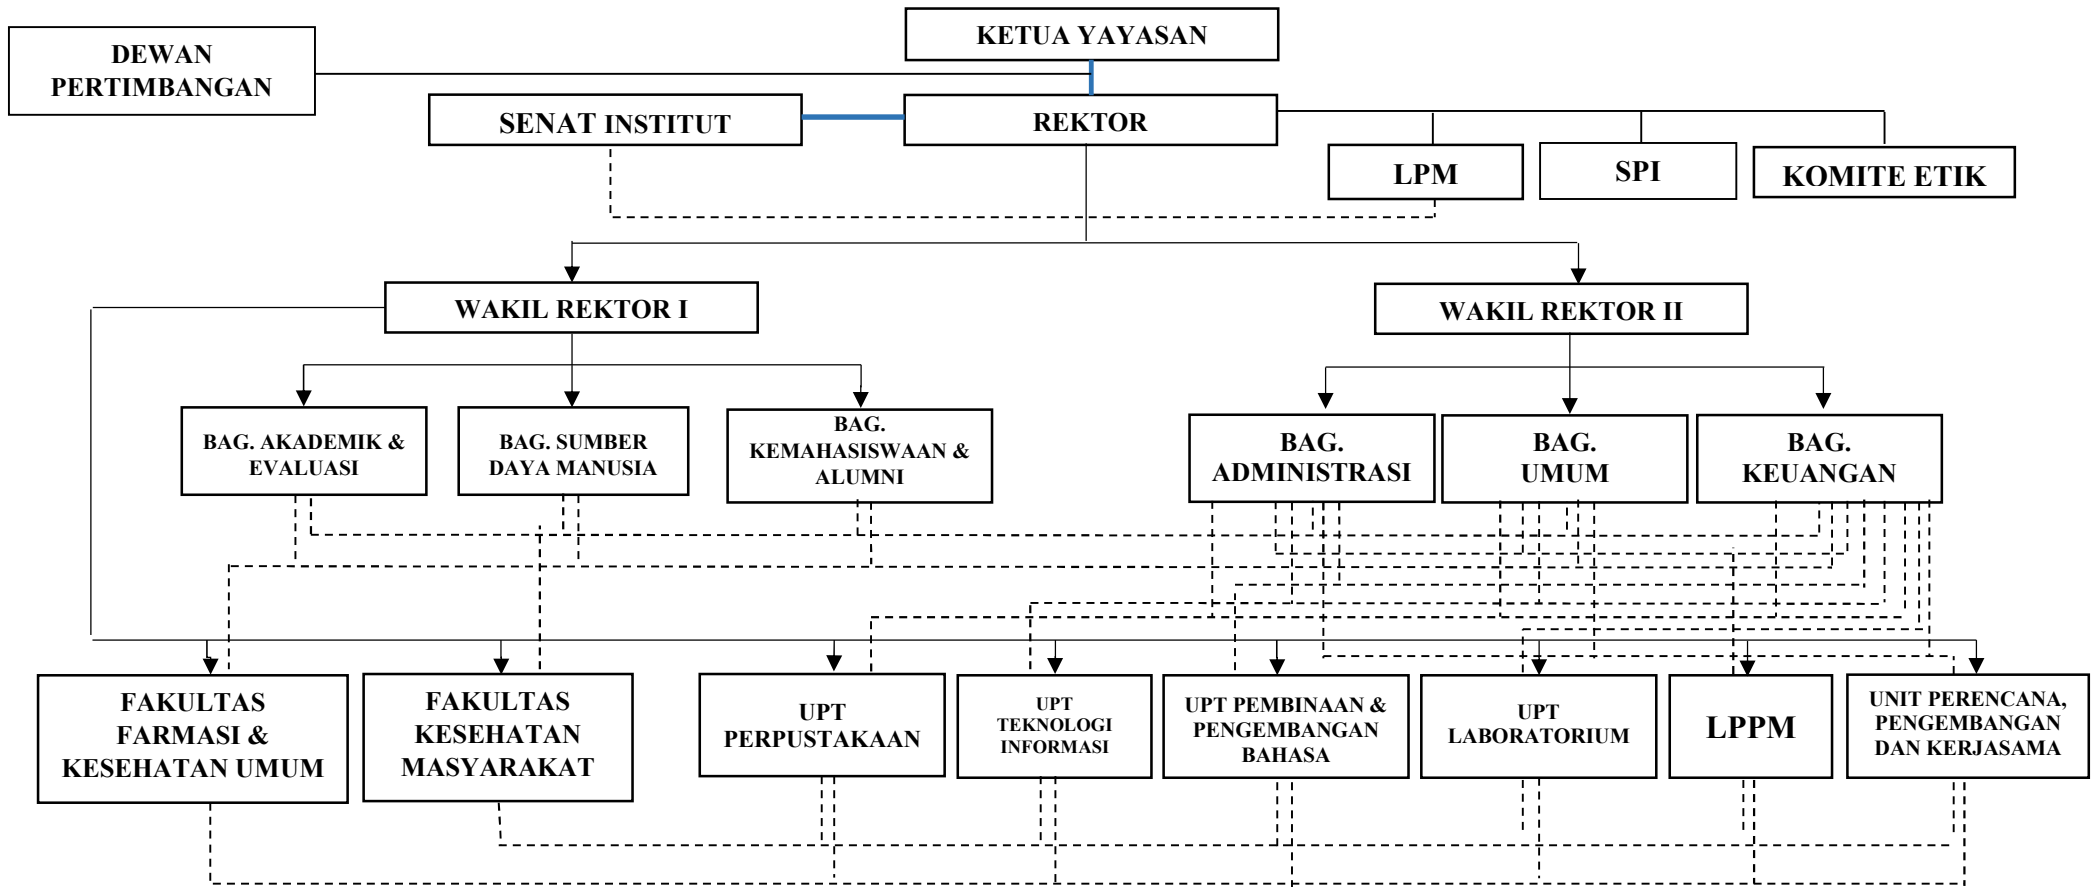 KETUA YAYASAN
DEWAN
PERTIMBANGAN
SENAT INSTITUT
REKTOR
LPM
SPI
KOMITE ETIK
WAKIL REKTOR I
WAKIL REKTOR II
BAG. AKADEMIK &
EVALUASI
BAG. SUMBER
DAYA MANUSIA
BAG.
KEMAHASISWAAN &
ALUMNI
BAG.
ADMINISTRASI
BAG.
UMUM
BAG.
KEUANGAN
FAKULTAS
FARMASI &
KESEHATAN UMUM
FAKULTAS
KESEHATAN
MASYARAKAT
UPT
PERPUSTAKAAN
UPT
TEKNOLOGI
INFORMASI
UPT PEMBINAAN &
PENGEMBANGAN
BAHASA
UPT
LABORATORIUM
LPPM
UNIT PERENCANA,
PENGEMBANGAN
DAN KERJASAMA